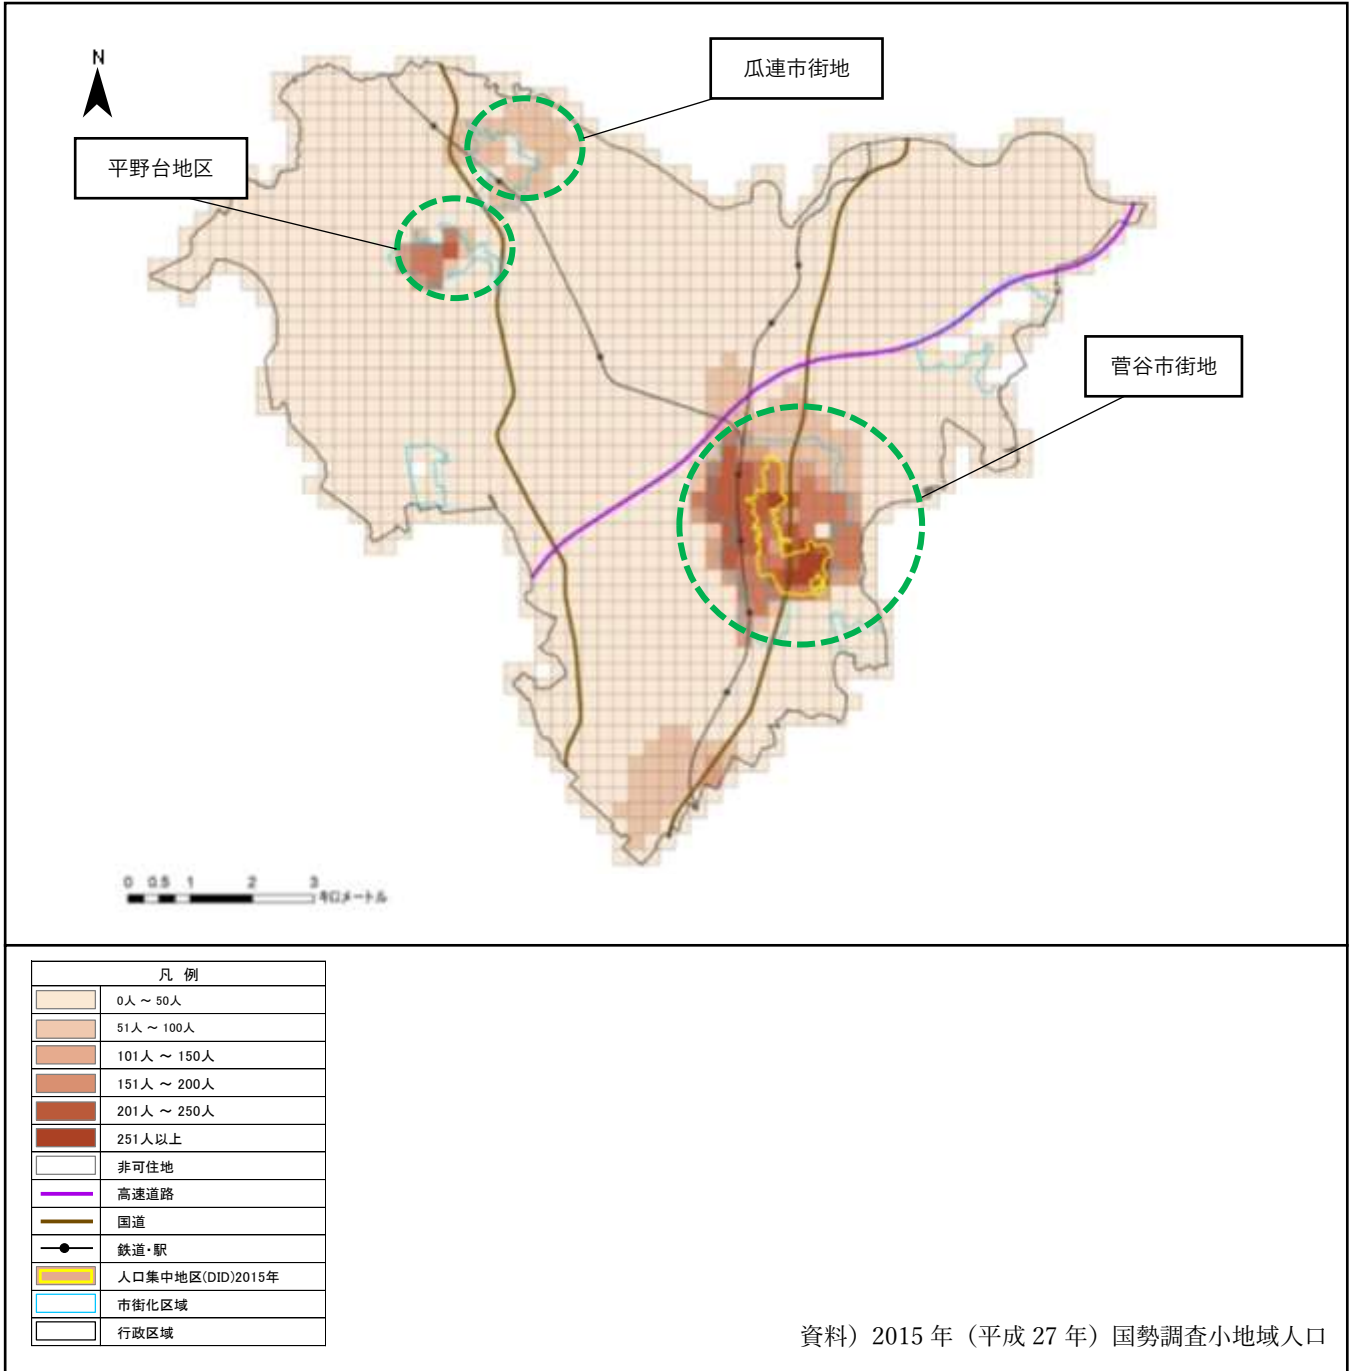 N
瓜連市街地
平野台地区
菅谷市街地
0 0.5 1 2 3
キロメートル
凡 例
0人 ～ 50人
51人 ～ 100人
101人 ～ 150人
151人 ～ 200人
201人 ～ 250人
251人以上
非可住地
高速道路
国道
鉄道・駅
人口集中地区(DID)2015年
市街化区域
行政区域
資料）2015 年（平成 27 年）国勢調査小地域人口